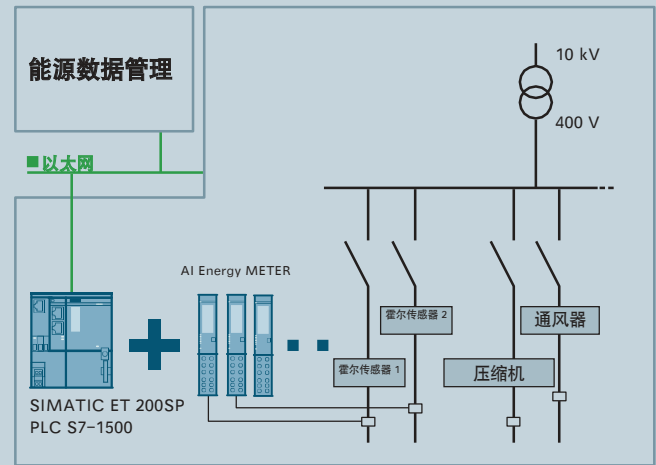 能源数据管理
10 kV
400 V
以太网
AI Energy METER
霍尔传感器 2
通风器
霍尔传感器 1
压缩机
SIMATIC ET 200SP
PLC S7-1500